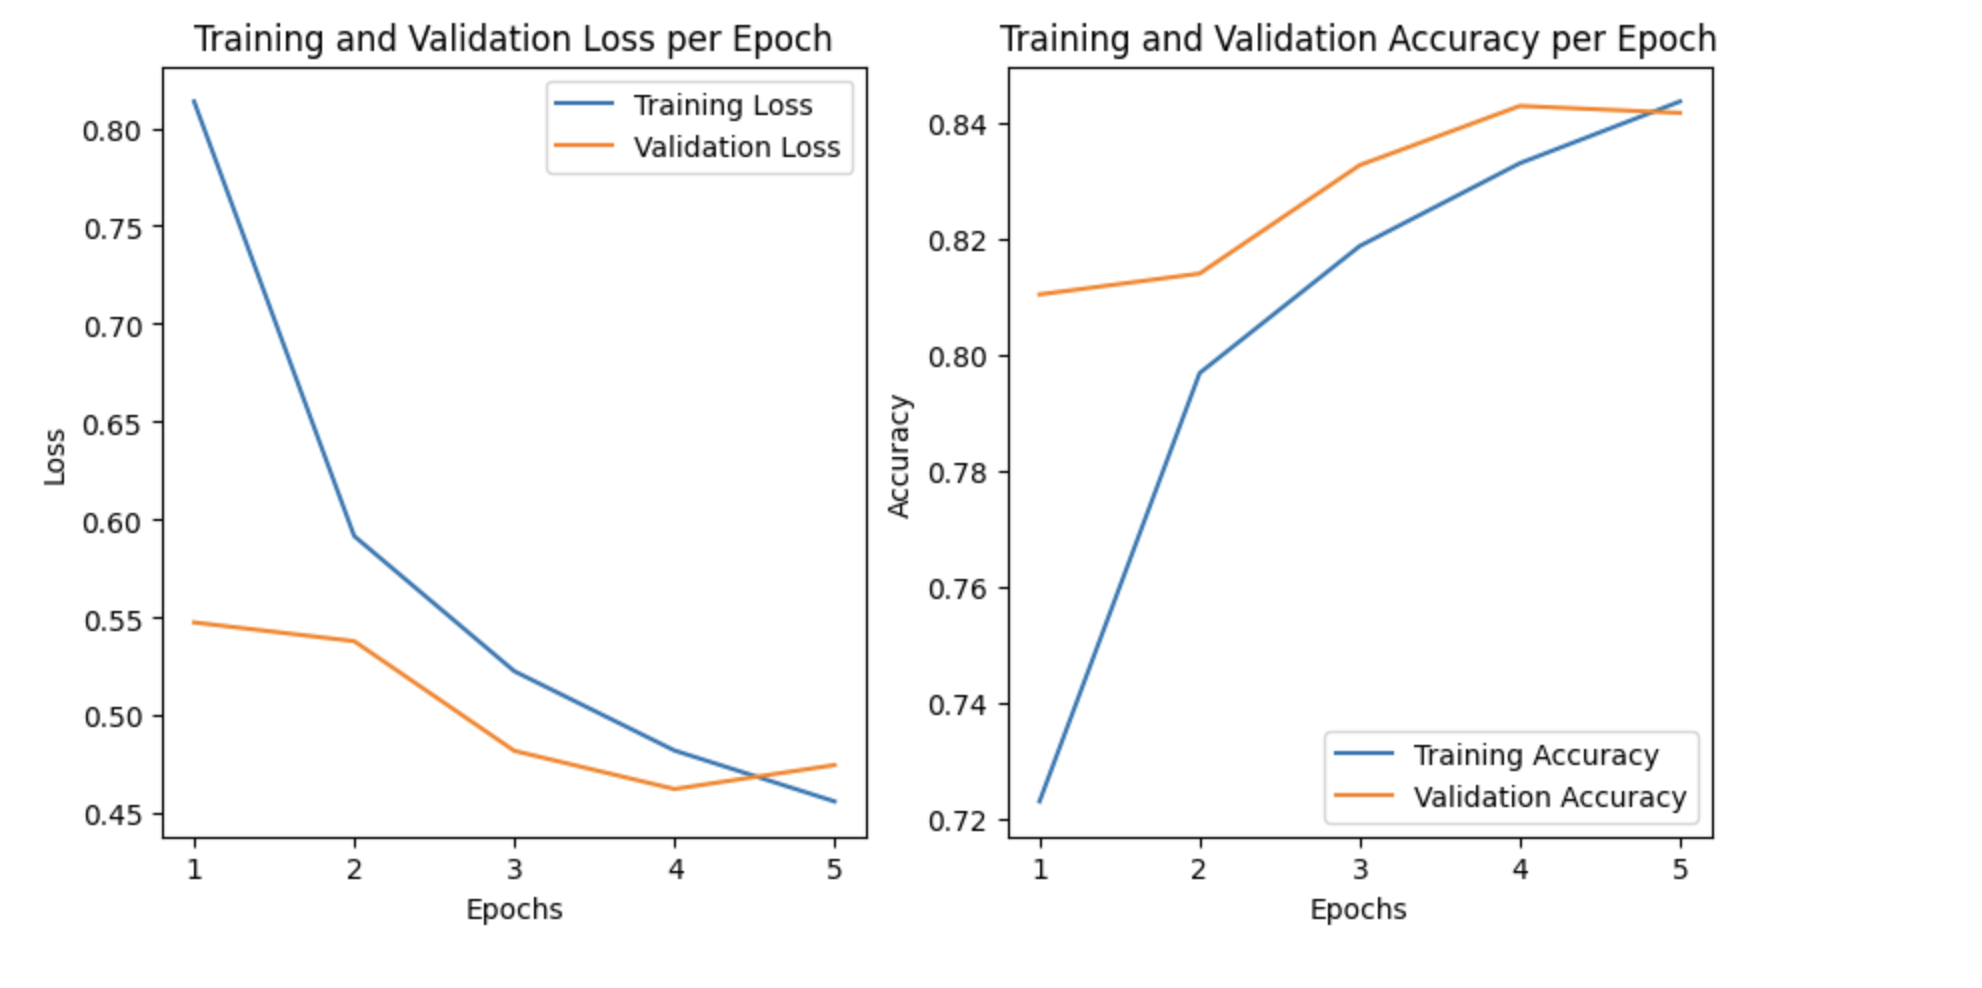 Training and Validation Loss per Epoch
Training Loss
Validation Loss
0.80
0.75
0.70
0.65
0.60
0.55
0.50
0.45
Loss
1 2 3 4 5
Epochs
Training and Validation Accuracy per Epoch
0.84
0.82
0.80
0.78
0.76
0.74
0.72
Accuracy
Training Accuracy
Validation Accuracy
1 2 3 4 5
Epochs